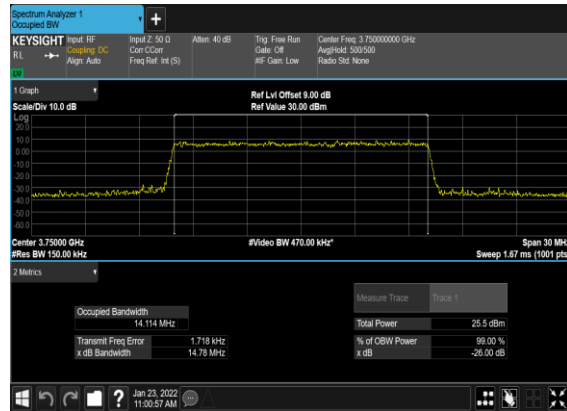 Spectrum Analyzer 1
Occupied BW
KEYSIGHT Input: RF Input Z: 50 Ω Atten: 40 dB Trig: Free Run Center Freq: 3.750000000 GHz
RL Coupling: DC Corr CCorr Gate: Off Avg|Hold: 500/500
Align: Auto Freq Ref: Int (S) #IF Gain: Low Radio Std: None
1 Graph
Ref Lvl Offset 9.00 dB
Scale/Div 10.0 dB Ref Value 30.00 dBm
Log
20.0
10.0
0.00
-10.0
-20.0
-30.0
-40.0
-50.0
-60.0
Center 3.75000 GHz #Video BW 470.00 kHz* Span 30 MHz
#Res BW 150.00 kHz Sweep 1.67 ms (1001 pts
2 Metrics
Measure Trace Trace 1
Occupied Bandwidth
14.114 MHz
Total Power 25.5 dBm
Transmit Freq Error 1.718 kHz % of OBW Power 99.00 %
x dB Bandwidth 14.78 MHz x dB -26.00 dB
Jan 23, 2022
11:00:57 AM